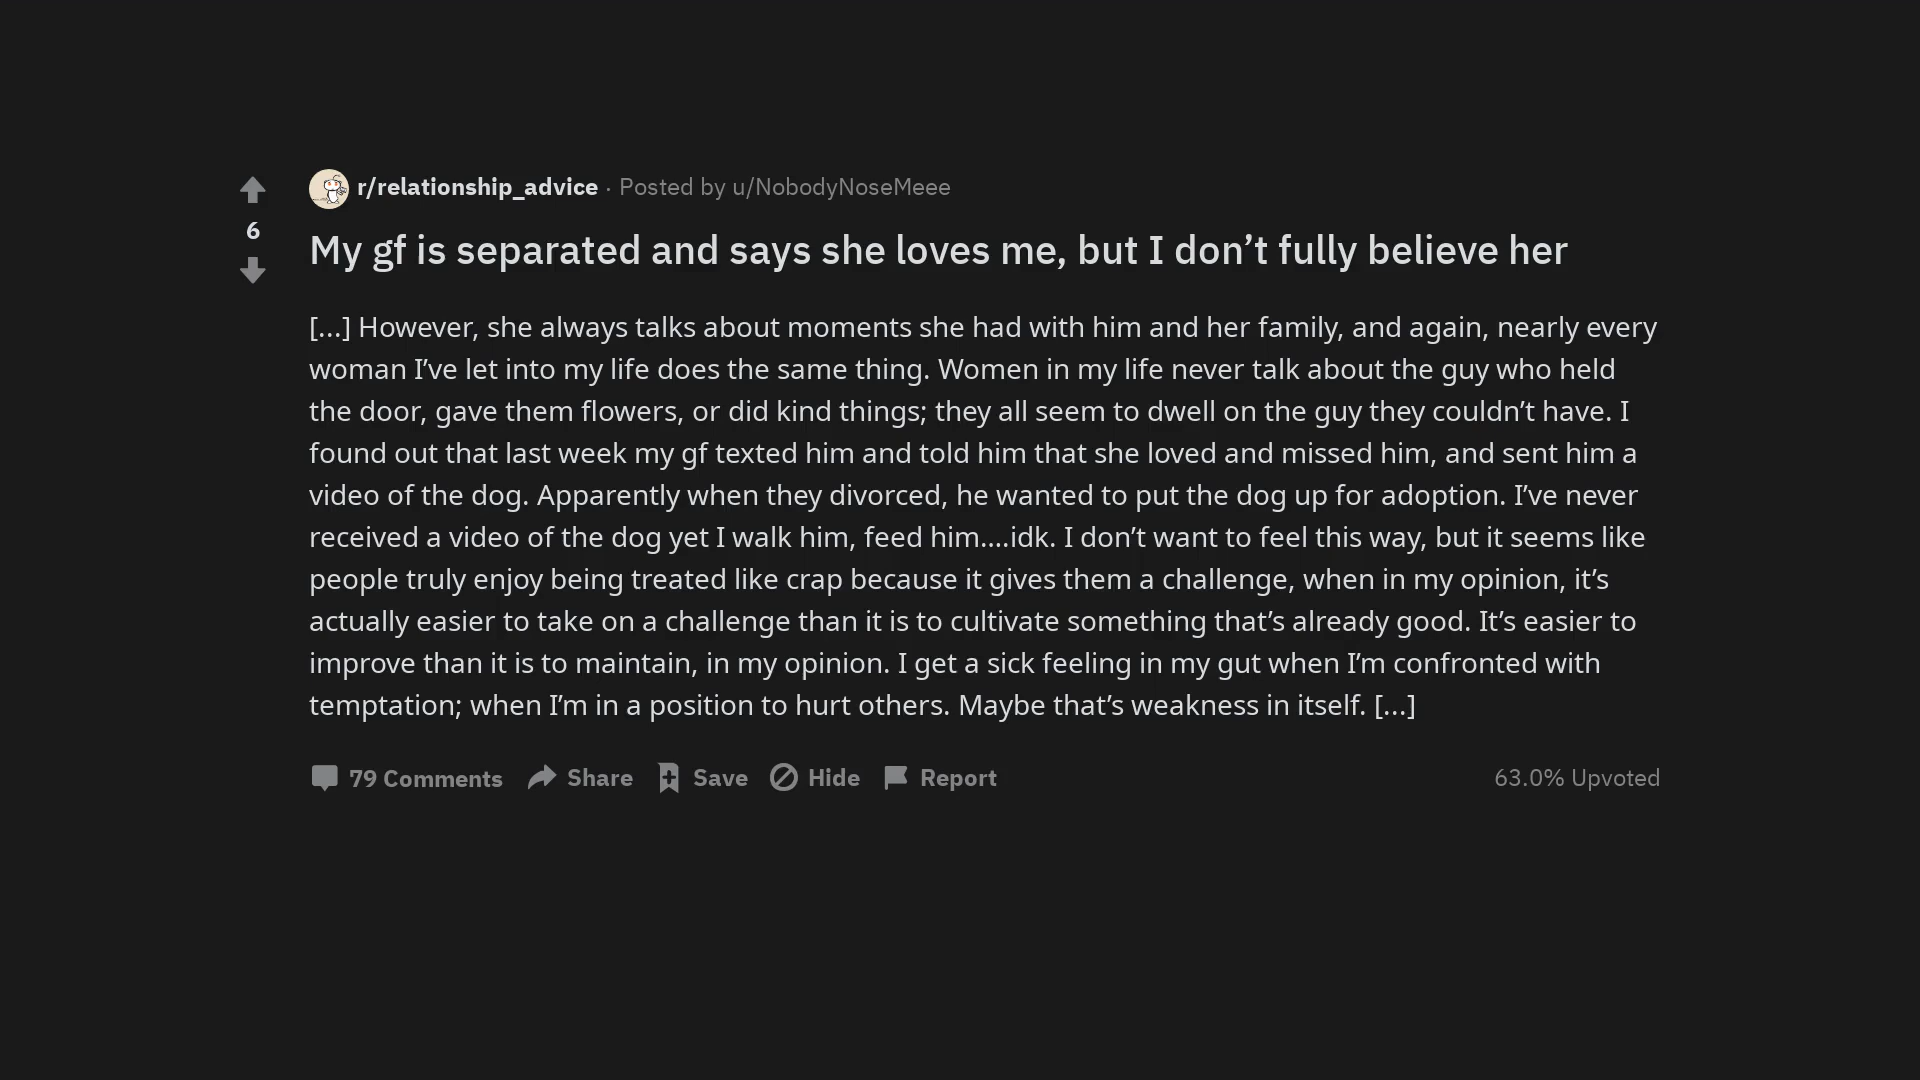 r/relationship_advice · Posted by u/NobodyNoseMeee
6
My gf is separated and says she loves me, but I don’t fully believe her
[...] However, she always talks about moments she had with him and her family, and again, nearly every
woman I’ve let into my life does the same thing. Women in my life never talk about the guy who held
the door, gave them flowers, or did kind things; they all seem to dwell on the guy they couldn’t have. I
found out that last week my gf texted him and told him that she loved and missed him, and sent him a
video of the dog. Apparently when they divorced, he wanted to put the dog up for adoption. I’ve never
received a video of the dog yet I walk him, feed him....idk. I don’t want to feel this way, but it seems like
people truly enjoy being treated like crap because it gives them a challenge, when in my opinion, it’s
actually easier to take on a challenge than it is to cultivate something that’s already good. It’s easier to
improve than it is to maintain, in my opinion. I get a sick feeling in my gut when I’m confronted with
temptation; when I’m in a position to hurt others. Maybe that’s weakness in itself. [...]
79 Comments Share Save Hide Report 63.0% Upvoted